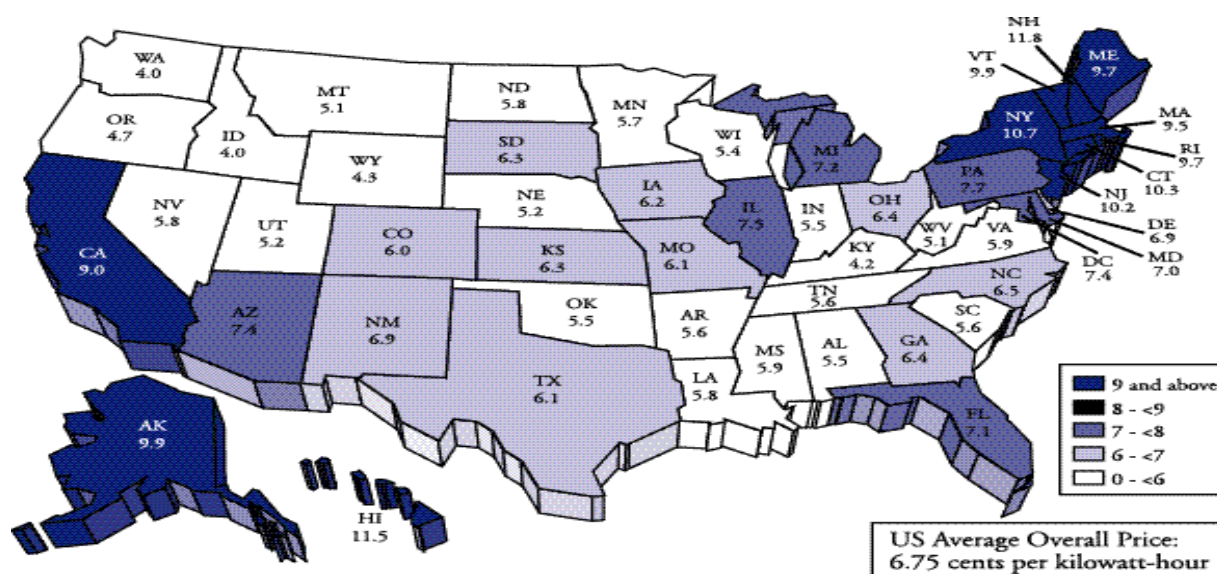 WA
4.0
OR
4.7
ID
4.0
MT
5.1
WY
4.3
ND
5.8
SD
6.3
NE
5.2
MN
5.7
WI
5.4
IA
6.2
MI
7.2
IL
7.5
IN
5.5
OH
6.4
PA
7.7
NY
10.7
VT
9.9
NH
11.8
ME
9.7
MA
9.5
RI
9.7
CT
10.3
NJ
10.2
DE
6.9
MD
7.0
DC
7.4
CA
9.0
NV
5.8
UT
5.2
CO
6.0
KS
6.3
MO
6.1
KY
4.2
WV
5.1
VA
5.9
AZ
7.4
NM
6.9
TX
6.1
OK
5.5
AR
5.6
LA
5.8
TN
5.6
NC
6.5
SC
5.6
MS
5.9
AL
5.5
GA
6.4
FL
7.1
AK
9.9
HI
11.5
9 and above
8 - <9
7 - <8
6 - <7
0 - <6
US Average Overall Price:
6.75 cents per kilowatt-hour